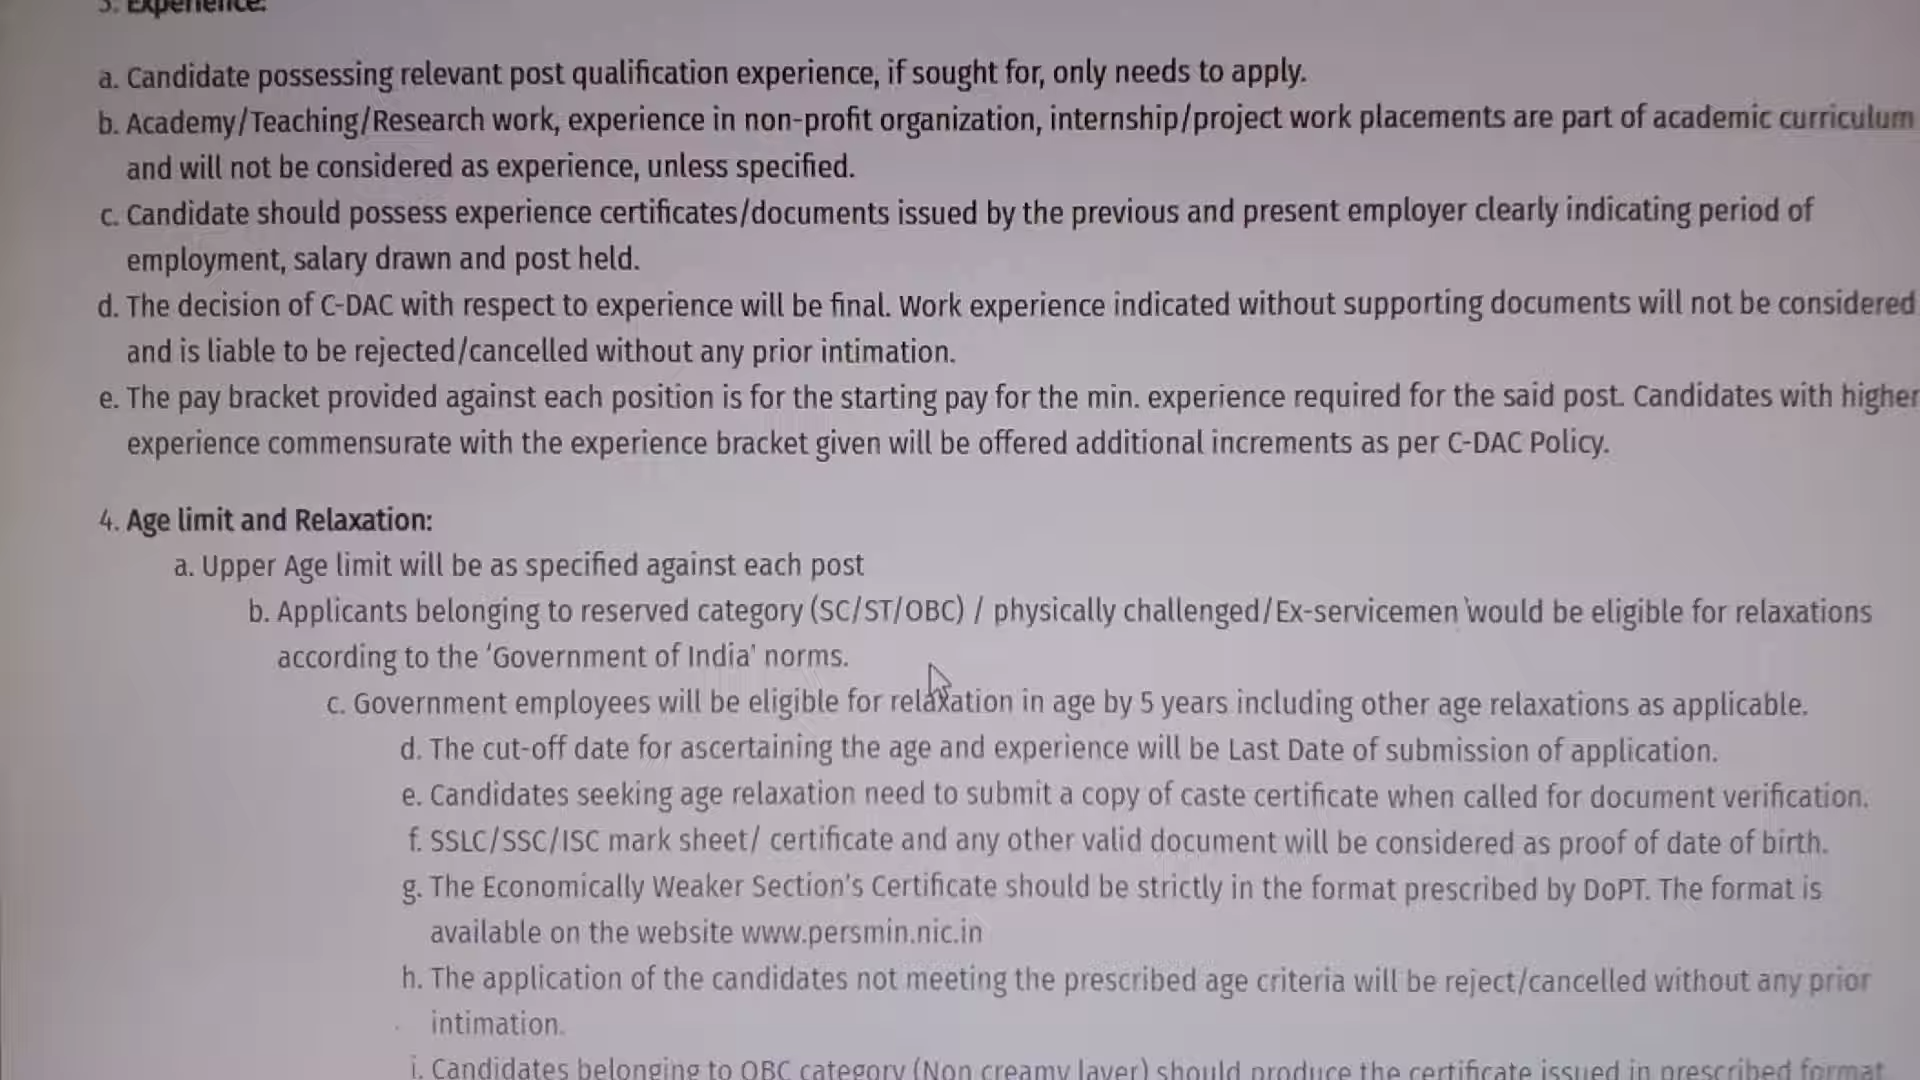 3. Experience:
a. Candidate possessing relevant post qualification experience, if sought for, only needs to apply.
b. Academy/Teaching/Research work, experience in non-profit organization, internship/project work placements are part of academic curriculum
and will not be considered as experience, unless specified.
c. Candidate should possess experience certificates/documents issued by the previous and present employer clearly indicating period of
employment, salary drawn and post held.
d. The decision of C-DAC with respect to experience will be final. Work experience indicated without supporting documents will not be considered
and is liable to be rejected/cancelled without any prior intimation.
e. The pay bracket provided against each position is for the starting pay for the min. experience required for the said post. Candidates with higher
experience commensurate with the experience bracket given will be offered additional increments as per C-DAC Policy.
4. Age limit and Relaxation:
a. Upper Age limit will be as specified against each post
b. Applicants belonging to reserved category (SC/ST/OBC) / physically challenged/Ex-servicemen would be eligible for relaxations
according to the ‘Government of India’ norms.
c. Government employees will be eligible for relaxation in age by 5 years including other age relaxations as applicable.
d. The cut-off date for ascertaining the age and experience will be Last Date of submission of application.
e. Candidates seeking age relaxation need to submit a copy of caste certificate when called for document verification.
f. SSLC/SSC/ISC mark sheet/ certificate and any other valid document will be considered as proof of date of birth.
g. The Economically Weaker Section's Certificate should be strictly in the format prescribed by DoPT. The format is
available on the website www.persmin.nic.in
h. The application of the candidates not meeting the prescribed age criteria will be reject/cancelled without any prior
intimation.
i. Candidates belonging to OBC category (Non creamy layer) should produce the certificate issued in prescribed format